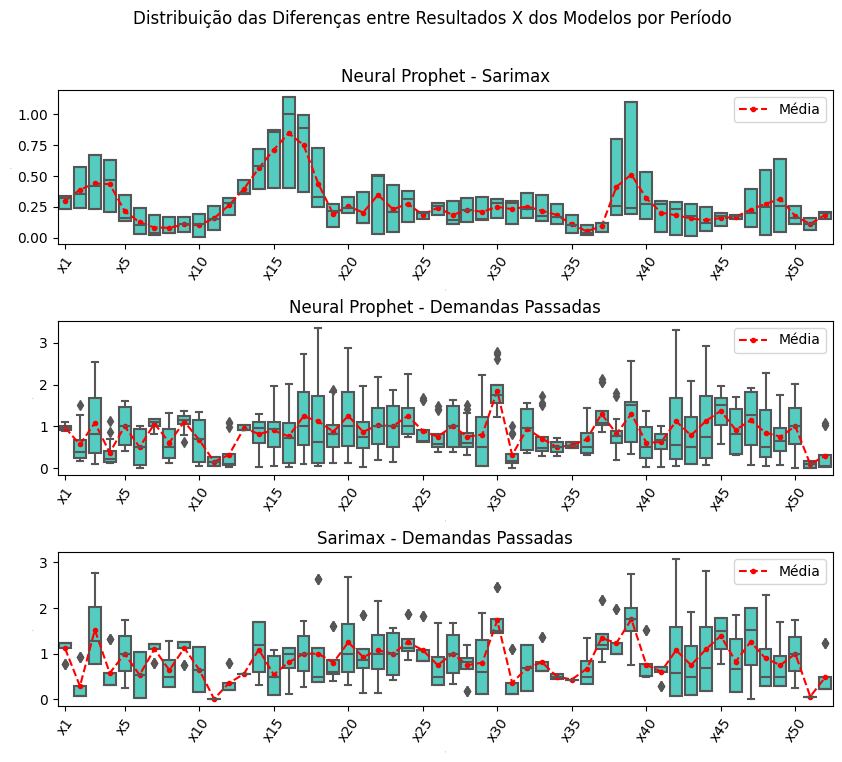 Distribuição das Diferenças entre Resultados X dos Modelos por Período
Neural Prophet - Sarimax
Média
1.00
0.75
0.50
0.25
0.00
x1 x5 x10 x15 x20 x25 x30 x35 x40 x45 x50
Neural Prophet - Demandas Passadas
Média
3
2
1
0
x1 x5 x10 x15 x20 x25 x30 x35 x40 x45 x50
Sarimax - Demandas Passadas
Média
3
2
1
0
x1 x5 x10 x15 x20 x25 x30 x35 x40 x45 x50